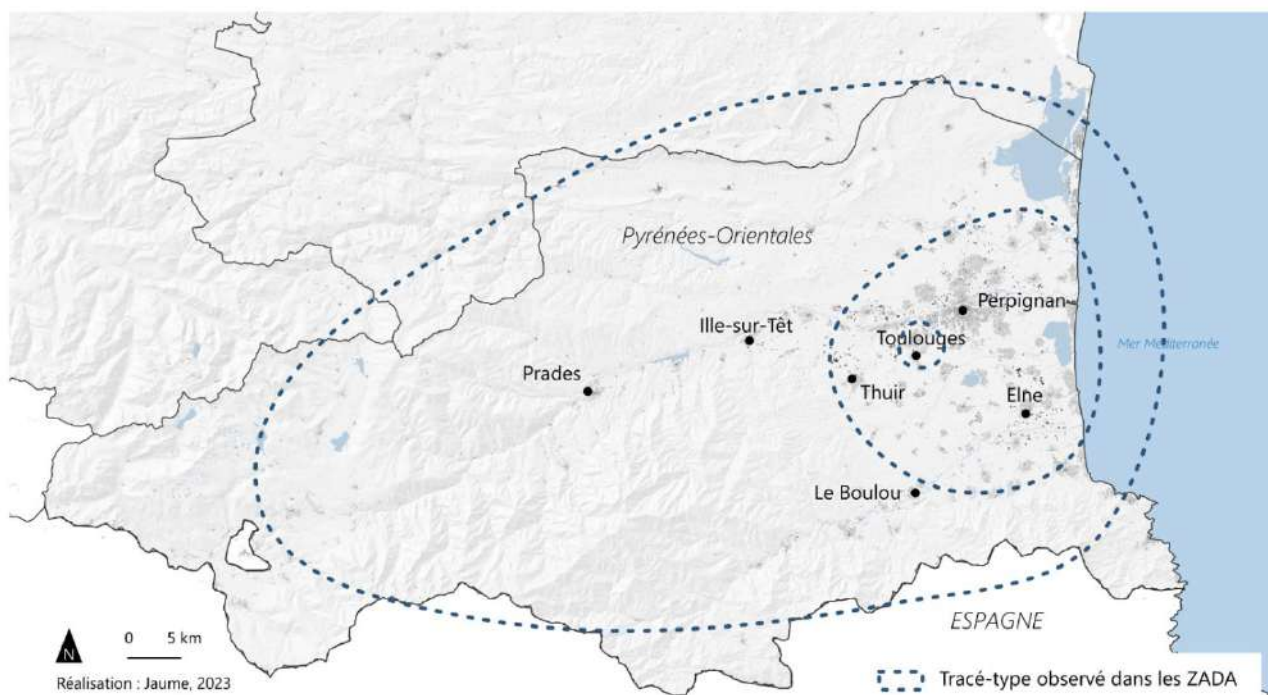 Pyrénées-Orientales
Perpignan
Ille-sur-Têt
Toulouges
Mer Méditerranée
Prades
Thuir
Elne
Le Boulou
ESPAGNE
N
0 5 km
Réalisation : Jaume, 2023
Tracé-type observé dans les ZADA